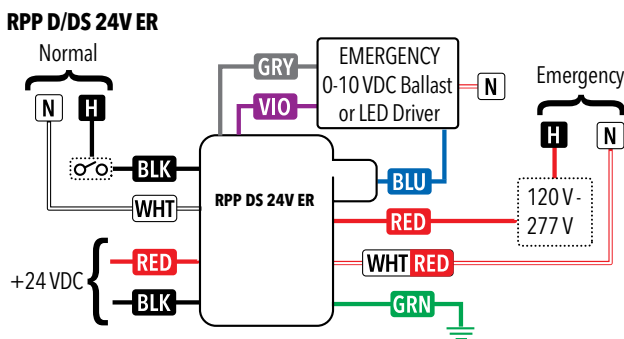 RPP D/DS 24V ER
Normal
N H
BLK
WHT
+24 VDC
RED
BLK
GRY
VIO
EMERGENCY
0-10 VDC Ballast
or LED Driver
N
RPP DS 24V ER
BLU
RED
WHT RED
GRN
Emergency
H N
120 V -
277 V